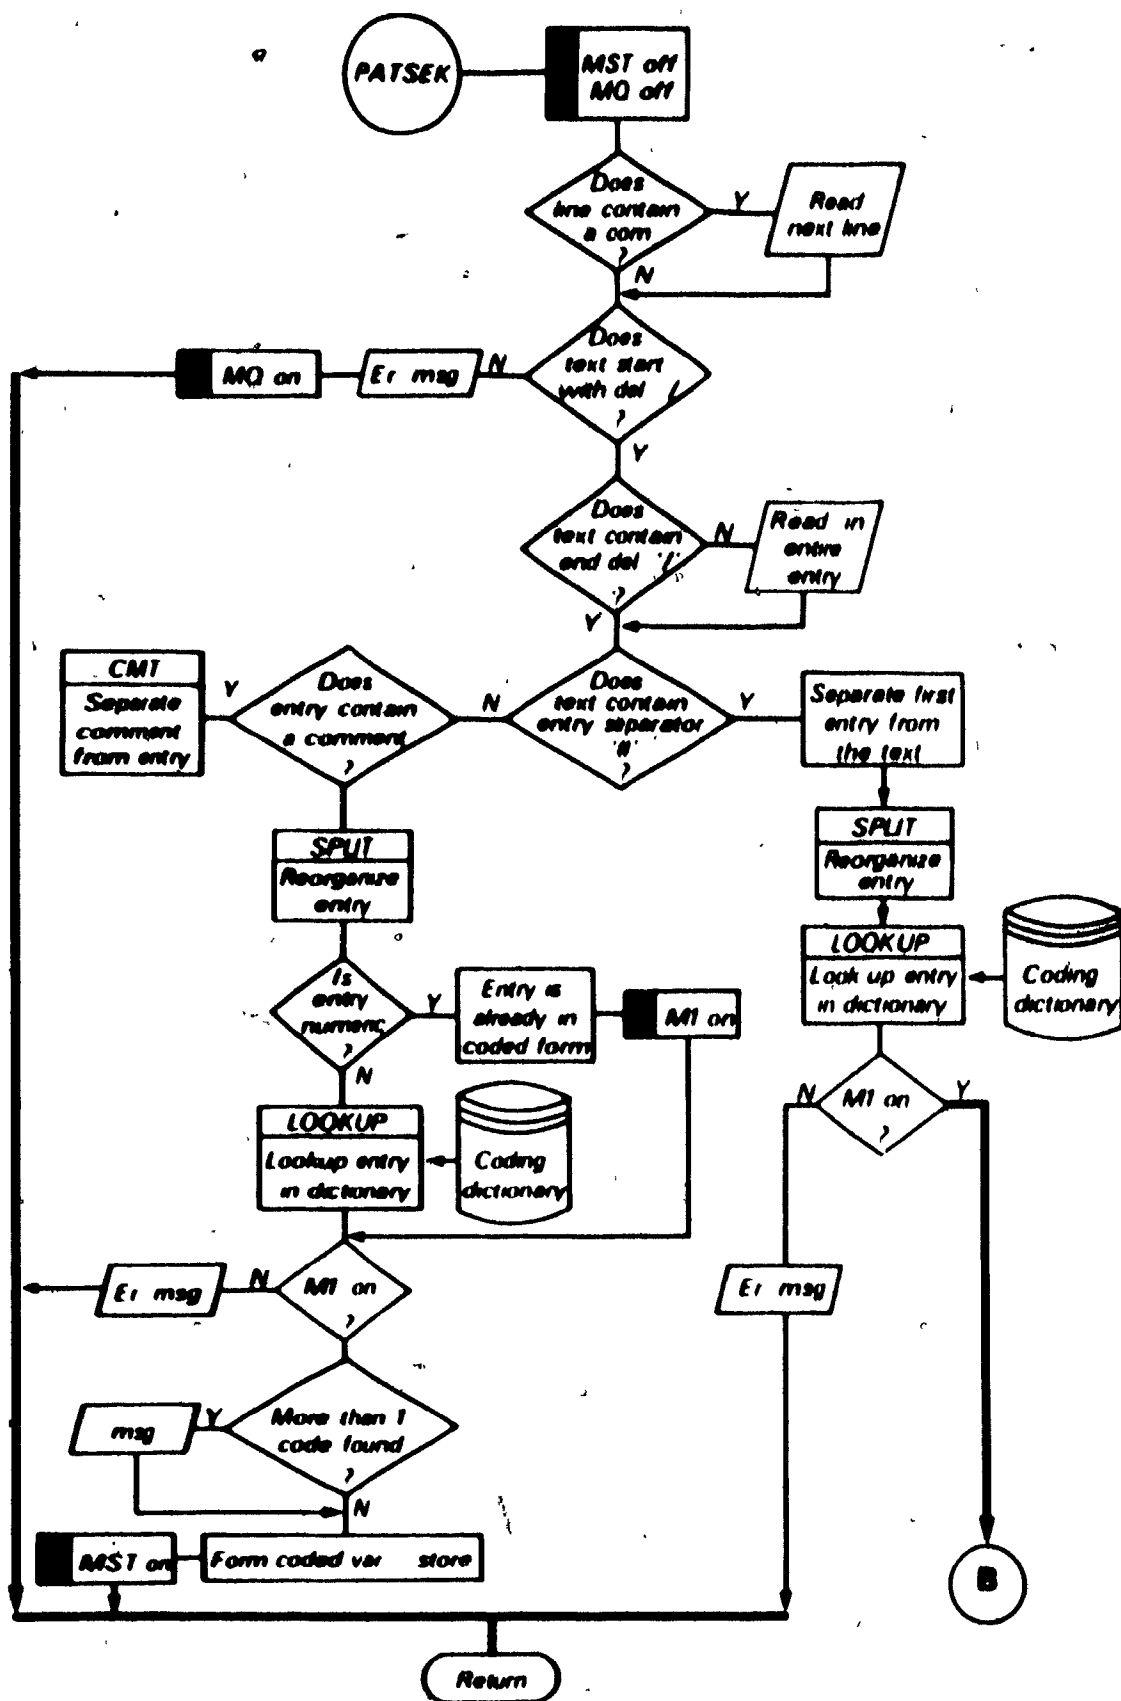 PATSEK
MST off
MQ off
Does
line contain
a com
?
Y
Read
next line
N
Does
text start
with del (
?
N
Er msg
MQ on
Y
Does
text contain
end del '('
?
N
Read in
entire
entry
Y
Does
text contain
entry separator
?
N
Y
Does
entry contain
a comment
?
Y
CMT
Separate
comment
from entry
Separate first
entry from
the text
SPLIT
Reorganize
entry
SPLIT
Reorganize
entry
LOOKUP
Look up entry
in dictionary
Coding
dictionary
Is
entry
numeric
?
Y
Entry is
already in
coded form
M1 on
N
LOOKUP
Lookup entry
in dictionary
Coding
dictionary
N
M1 on
?
Y
Er msg
N
M1 on
?
Er msg
More than 1
code found
?
Y
msg
N
Form coded var store
MST on
B
Return